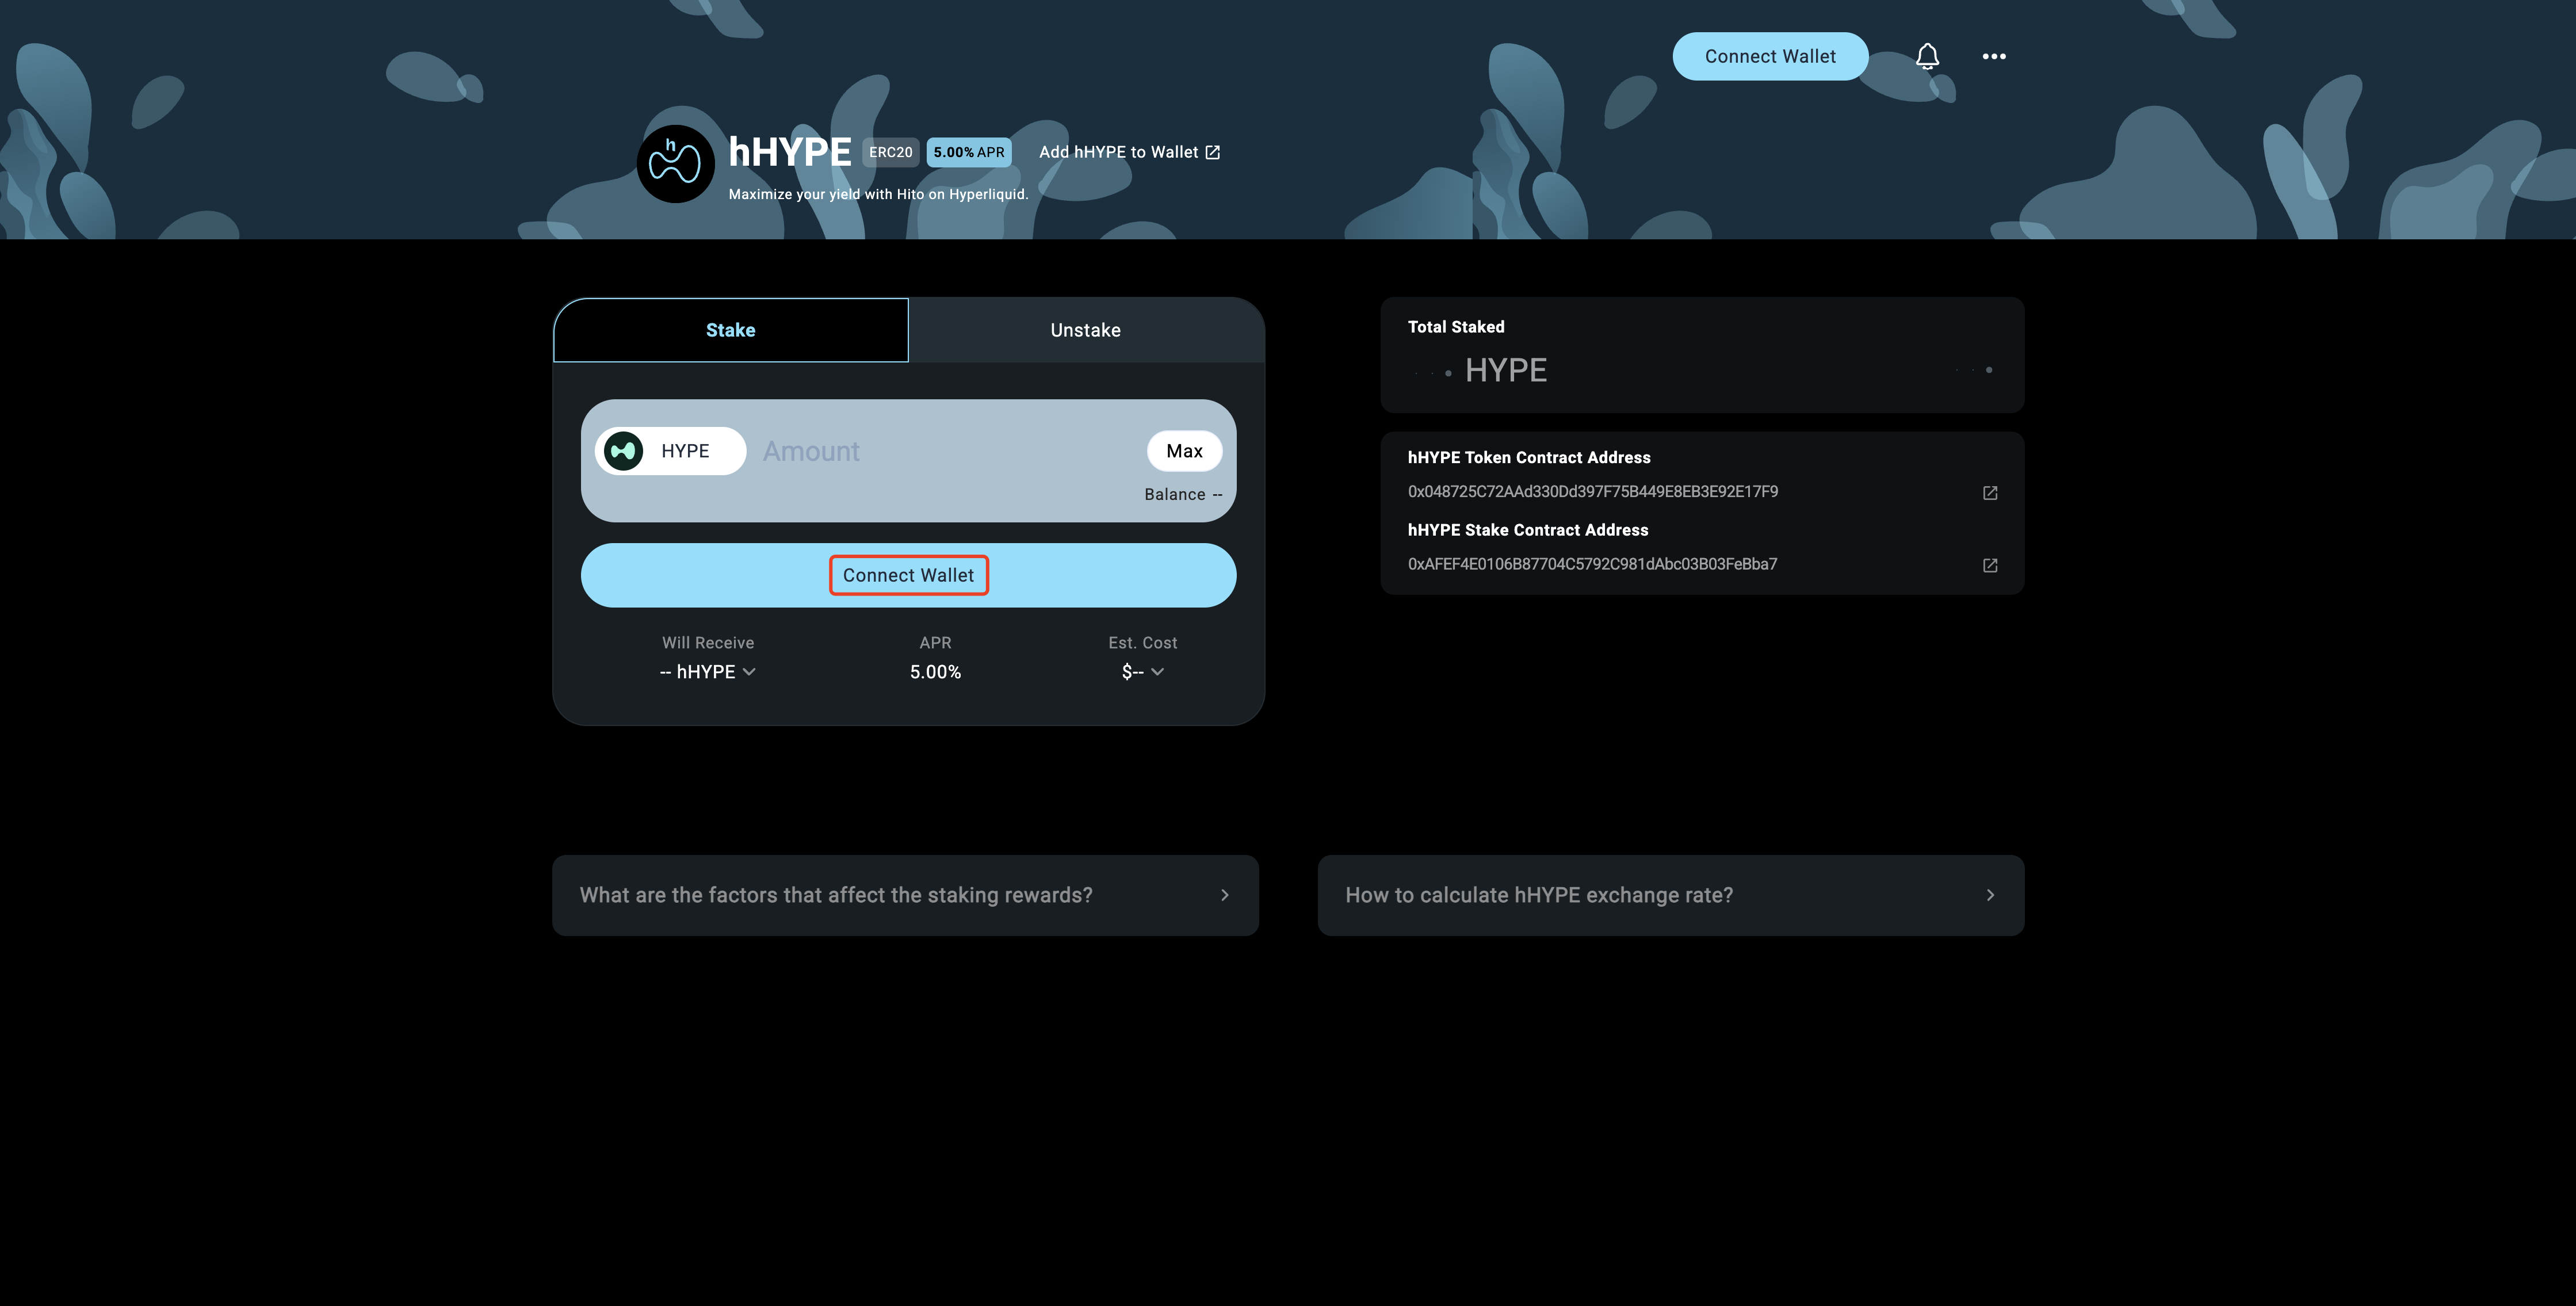 Connect Wallet
h
hHYPE ERC20 5.00% APR Add hHYPE to Wallet
Maximize your yield with Hito on Hyperliquid.
Stake Unstake
HYPE Amount Max
Balance --
Connect Wallet
Will Receive APR Est. Cost
-- hHYPE 5.00% $--
Total Staked
HYPE
hHYPE Token Contract Address
0x048725C72AAd330Dd397F75B449E8EB3E92E17F9
hHYPE Stake Contract Address
0xAFEF4E0106B87704C5792C981dAbc03B03FeBba7
What are the factors that affect the staking rewards?
How to calculate hHYPE exchange rate?